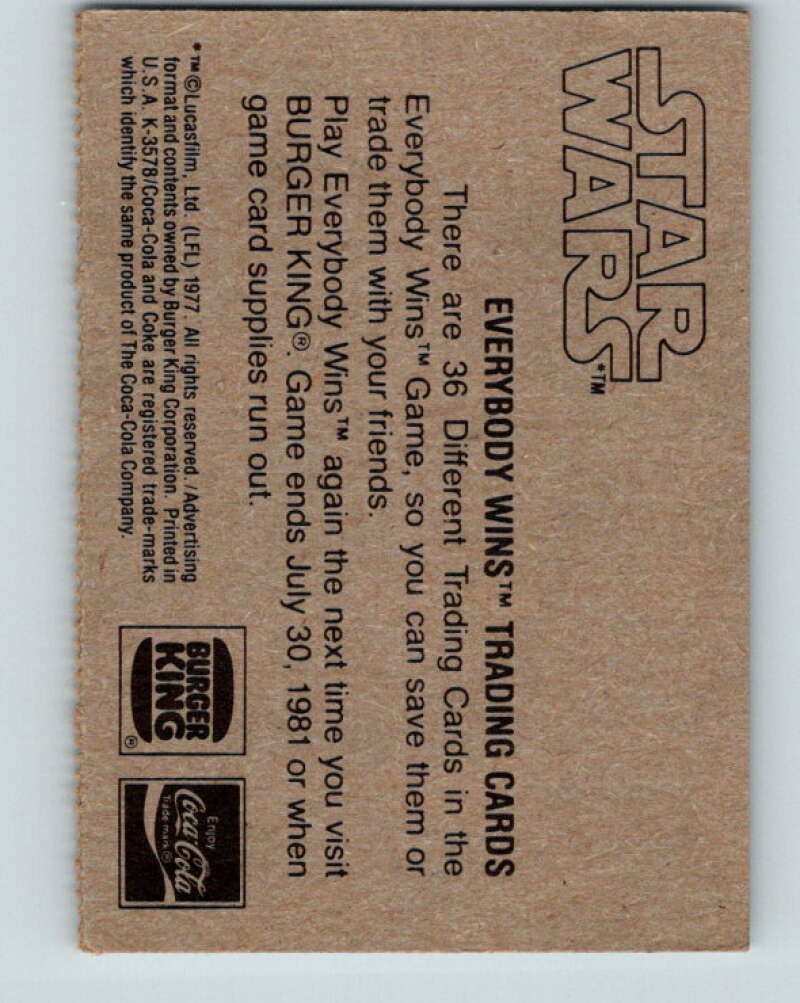 STAR
WARS*™
EVERYBODY WINS™ TRADING CARDS
There are 36 Different Trading Cards in the
Everybody Wins™ Game, so you can save them or
trade them with your friends.
Play Everybody Wins™ again the next time you visit
BURGER KING®. Game ends July 30, 1981 or when
game card supplies run out.
*™©Lucasfilm, Ltd. (LFL) 1977. All rights reserved./Advertising
format and contents owned by Burger King Corporation. Printed in
U.S.A. K-3578/Coca-Cola and Coke are registered trade-marks
which identify the same product of The Coca-Cola Company.
BURGER
KING®
Enjoy
Coca-Cola
Trade mark®